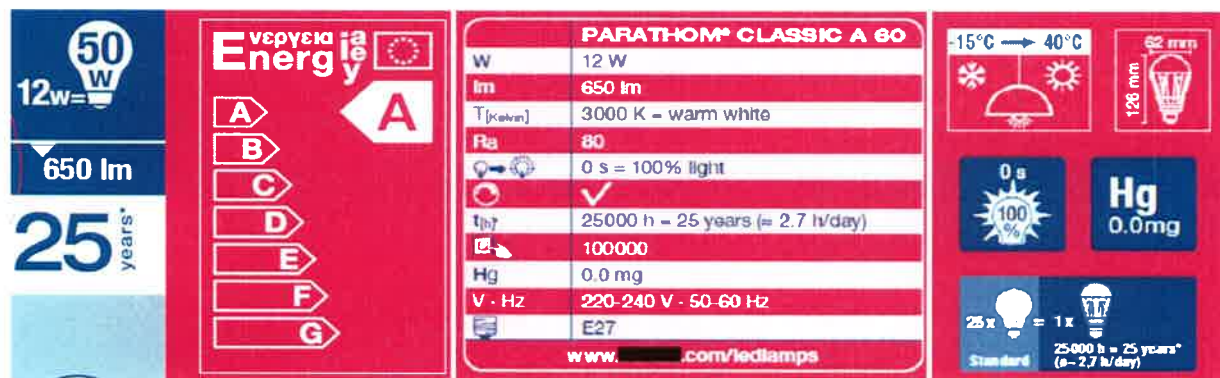 50
W
12w=
650 lm
25
years*
Ενεργεια
Energ
ia
ie
y
A
A
B
C
D
E
F
G
PARATHOM® CLASSIC A 60
W 12 W
lm 650 lm
T[Kelvin] 3000 K - warm white
Ra 80
0 s = 100% light
✓
t[h]* 25000 h = 25 years (= 2.7 h/day)
100000
Hg 0.0 mg
V · Hz 220-240 V · 50-60 Hz
E27
www. .com/ledlamps
-15°C → 40°C
62 mm
126 mm
0 s
100
%
Hg
0.0mg
25 x = 1 x
Standard
25000 h = 25 years*
(ø~ 2,7 h/day)